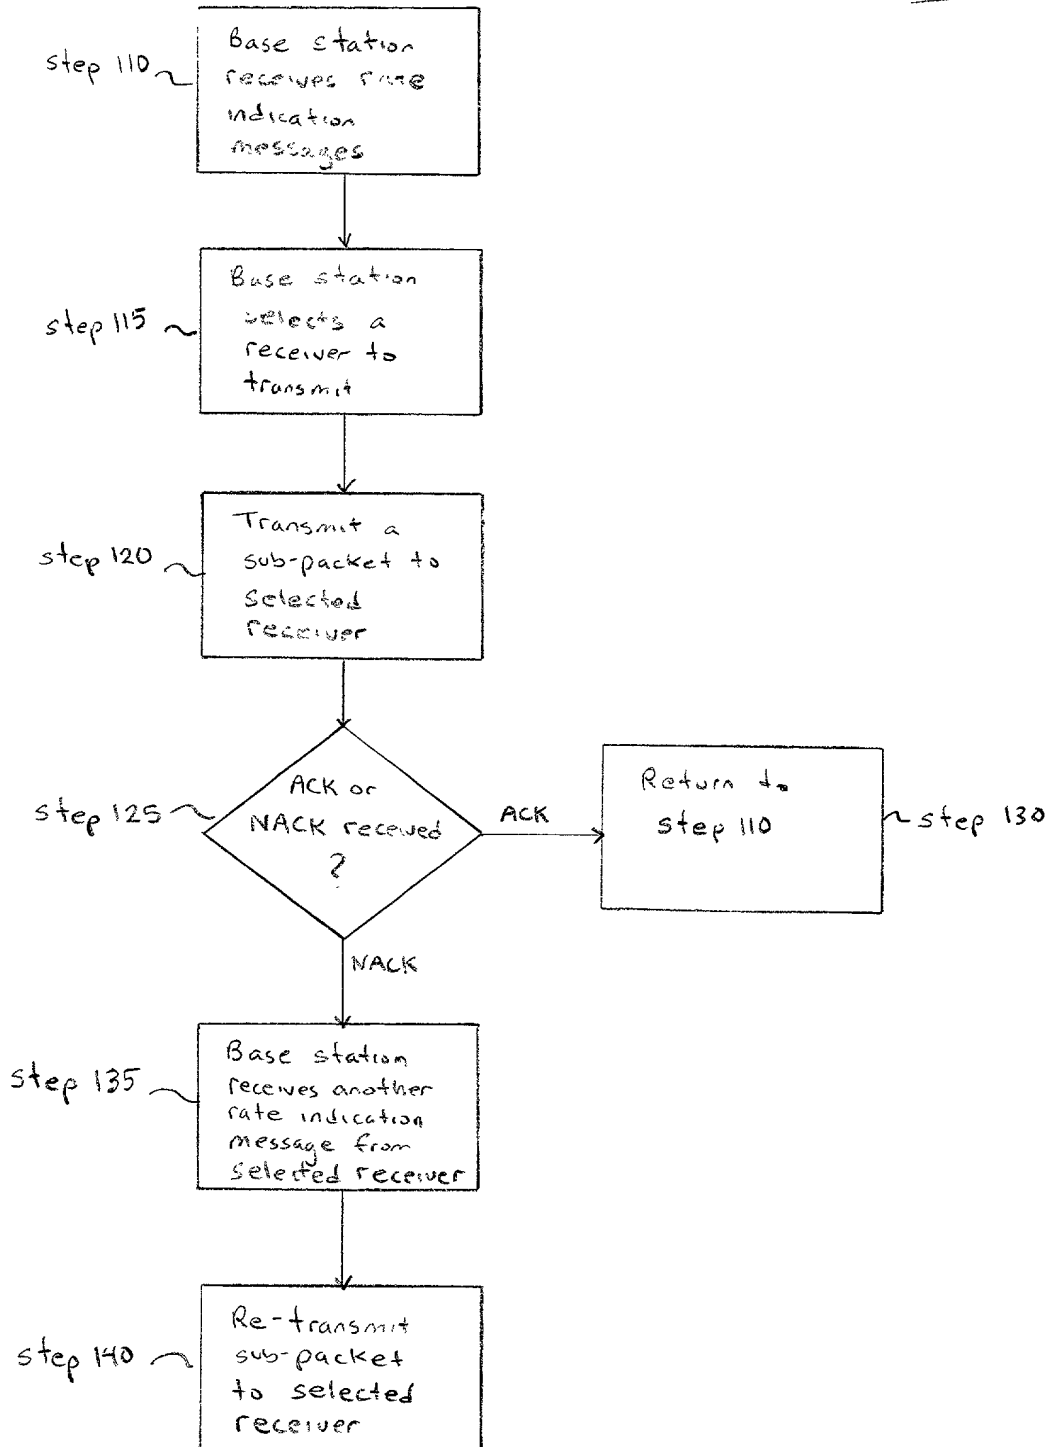 step 110
Base station
receives rate
indication
messages
step 115
Base station
selects a
receiver to
transmit
step 120
Transmit a
sub-packet to
selected
receiver
step 125
ACK or
NACK received
?
ACK
Return to
step 110
step 130
NACK
step 135
Base station
receives another
rate indication
message from
selected receiver
step 140
Re-transmit
sub-packet
to selected
receiver